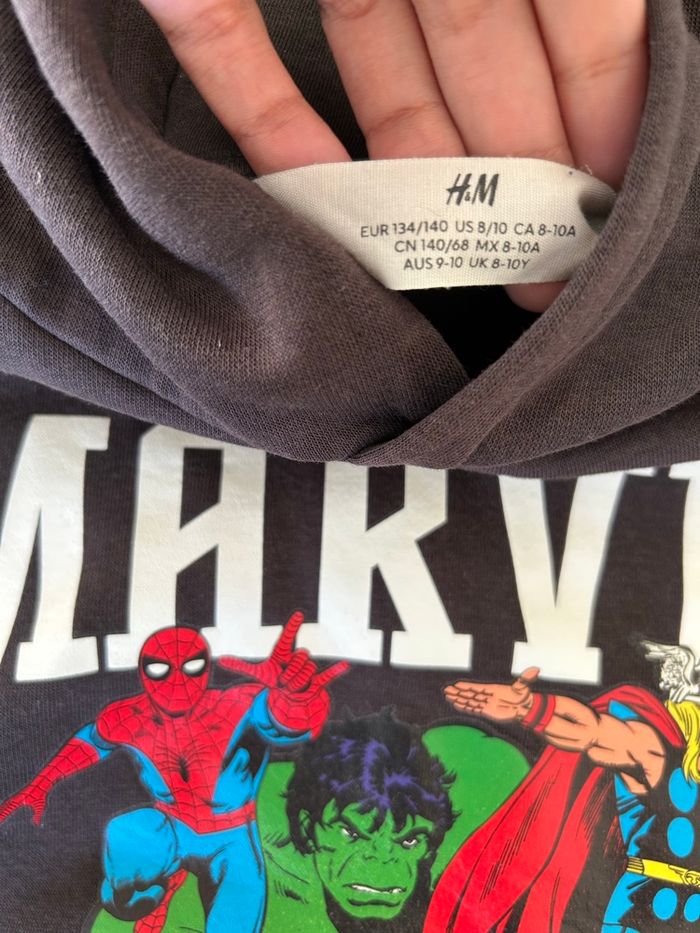 H&M
EUR 134/140 US 8/10 CA 8-10A
CN 140/68 MX 8-10A
AUS 9-10 UK 8-10Y
MARV